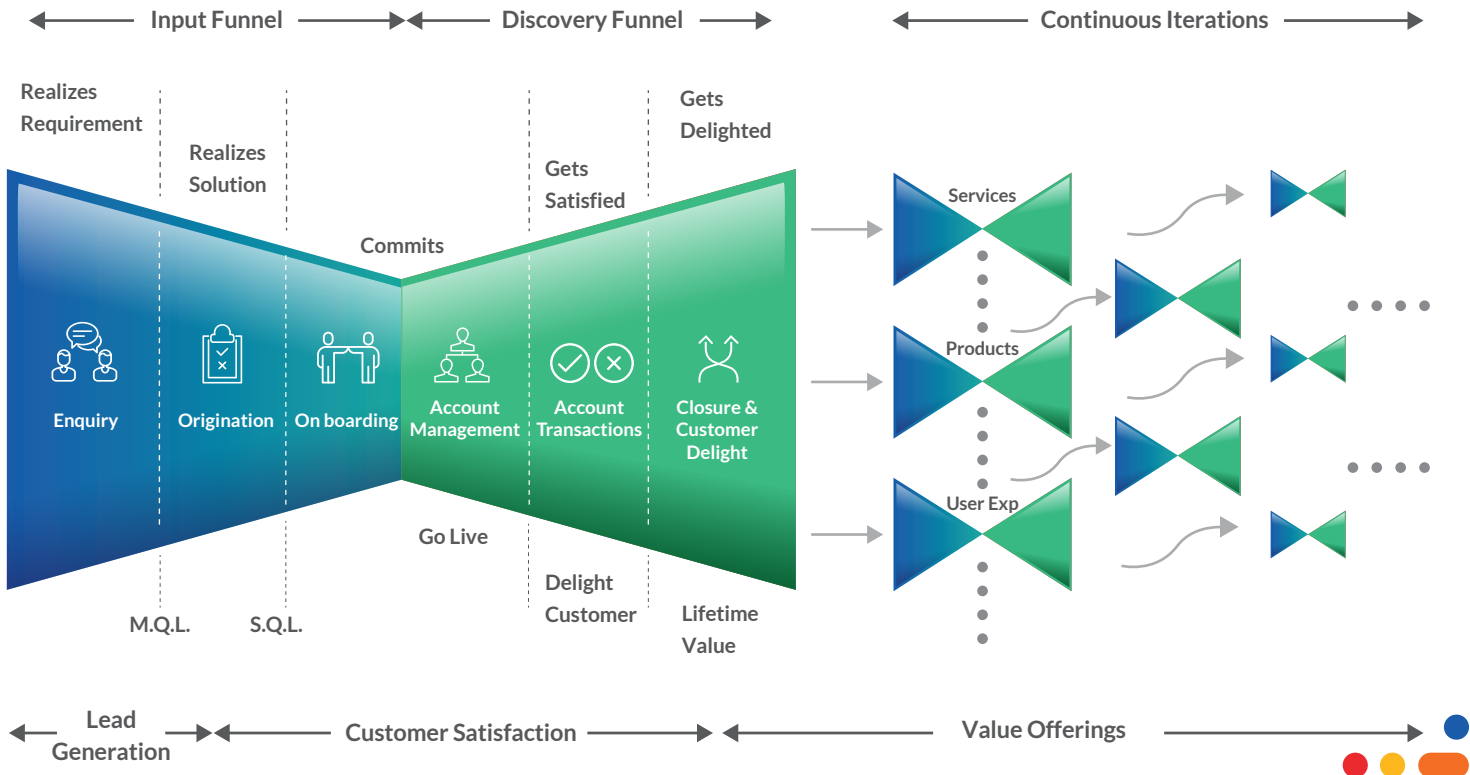 Input Funnel
Discovery Funnel
Continuous Iterations
Realizes
Requirement
Realizes
Solution
Commits
Gets
Satisfied
Gets
Delighted
Enquiry
Origination
On boarding
Account
Management
Account
Transactions
Closure &
Customer
Delight
Go Live
Delight
Customer
Lifetime
Value
M.Q.L.
S.Q.L.
Services
Products
User Exp
Lead
Generation
Customer Satisfaction
Value Offerings